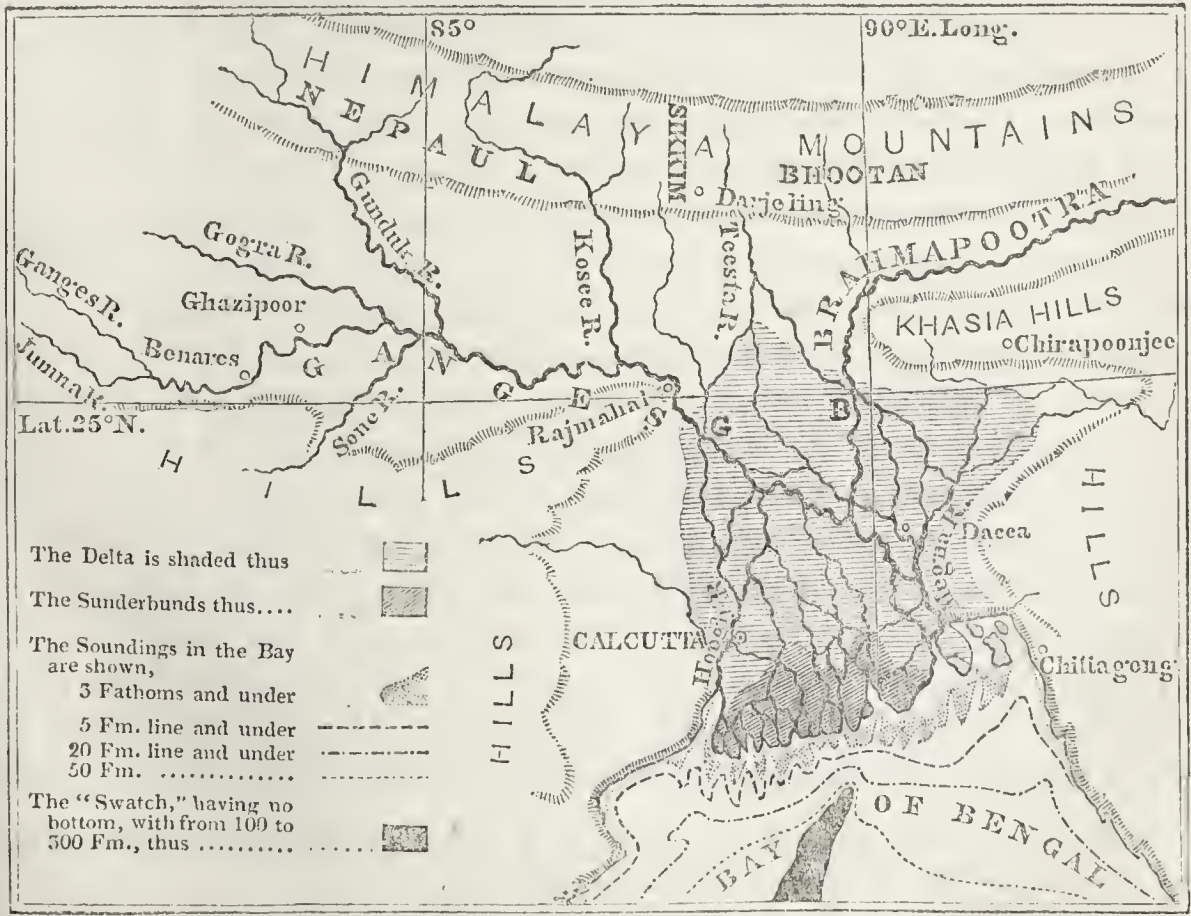 85°
90° E. Long.
HIMALAYA MOUNTAINS
NEPAUL
SIKKIM
BHOOTAN
Darjeling
BRAHMAPOOTRA
Gunduk R.
Kosee R.
Teesta R.
Gogra R.
Ganges R.
Ghazipoor
KHASIA HILLS
Chirapoonjee
Benares
Jumna R.
GANGES
Sone R.
Rajmahal
G
B
Lat. 25° N.
HILLS
HILLS
Dacca
Megna R.
The Delta is shaded thus
The Sunderbunds thus....
The Soundings in the Bay
are shown,
3 Fathoms and under
5 Fm. line and under
20 Fm. line and under
50 Fm. .............
The "Swatch," having no
bottom, with from 100 to
300 Fm., thus ..........
HILLS
CALCUTTA
Chittagong
BAY OF BENGAL